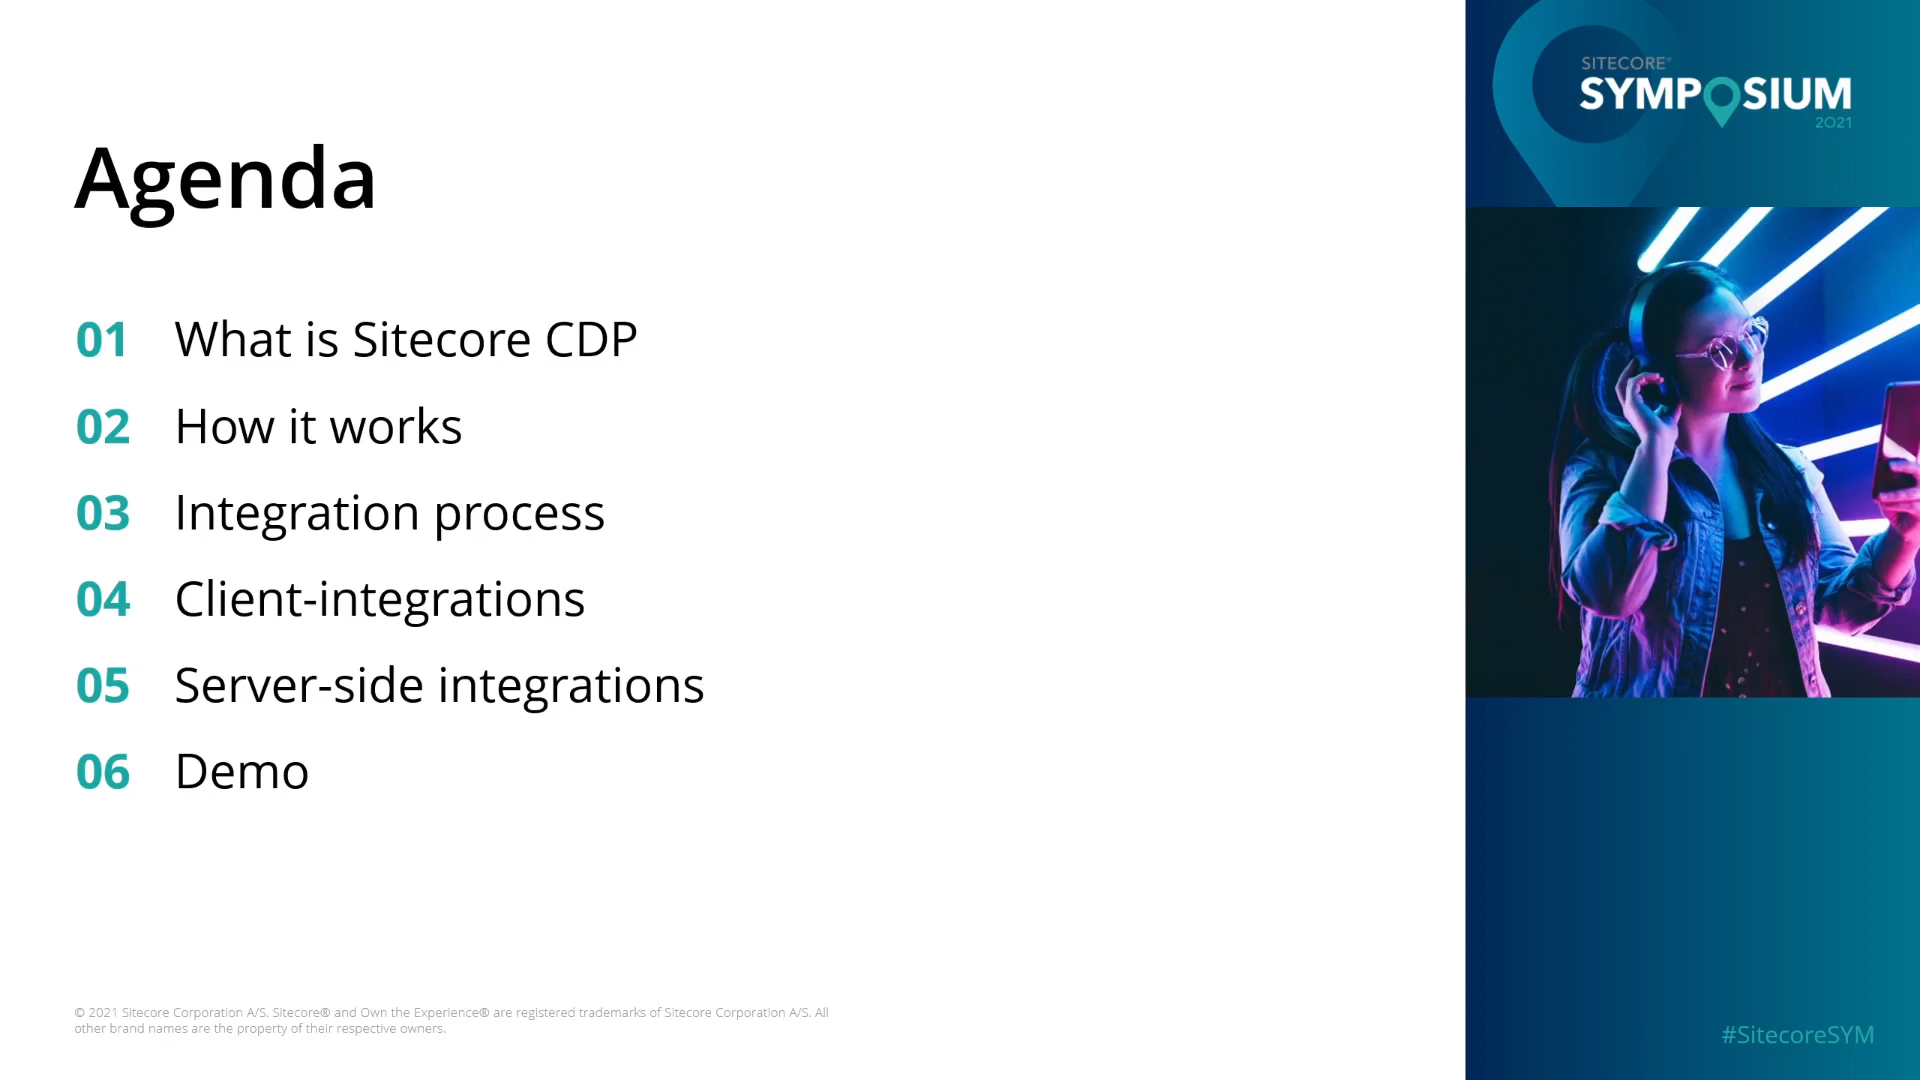 Agenda
01 What is Sitecore CDP
02 How it works
03 Integration process
04 Client-integrations
05 Server-side integrations
06 Demo
© 2021 Sitecore Corporation A/S. Sitecore® and Own the Experience® are registered trademarks of Sitecore Corporation A/S. All
other brand names are the property of their respective owners.
SITECORE®
SYMPOSIUM
2021
#SitecoreSYM